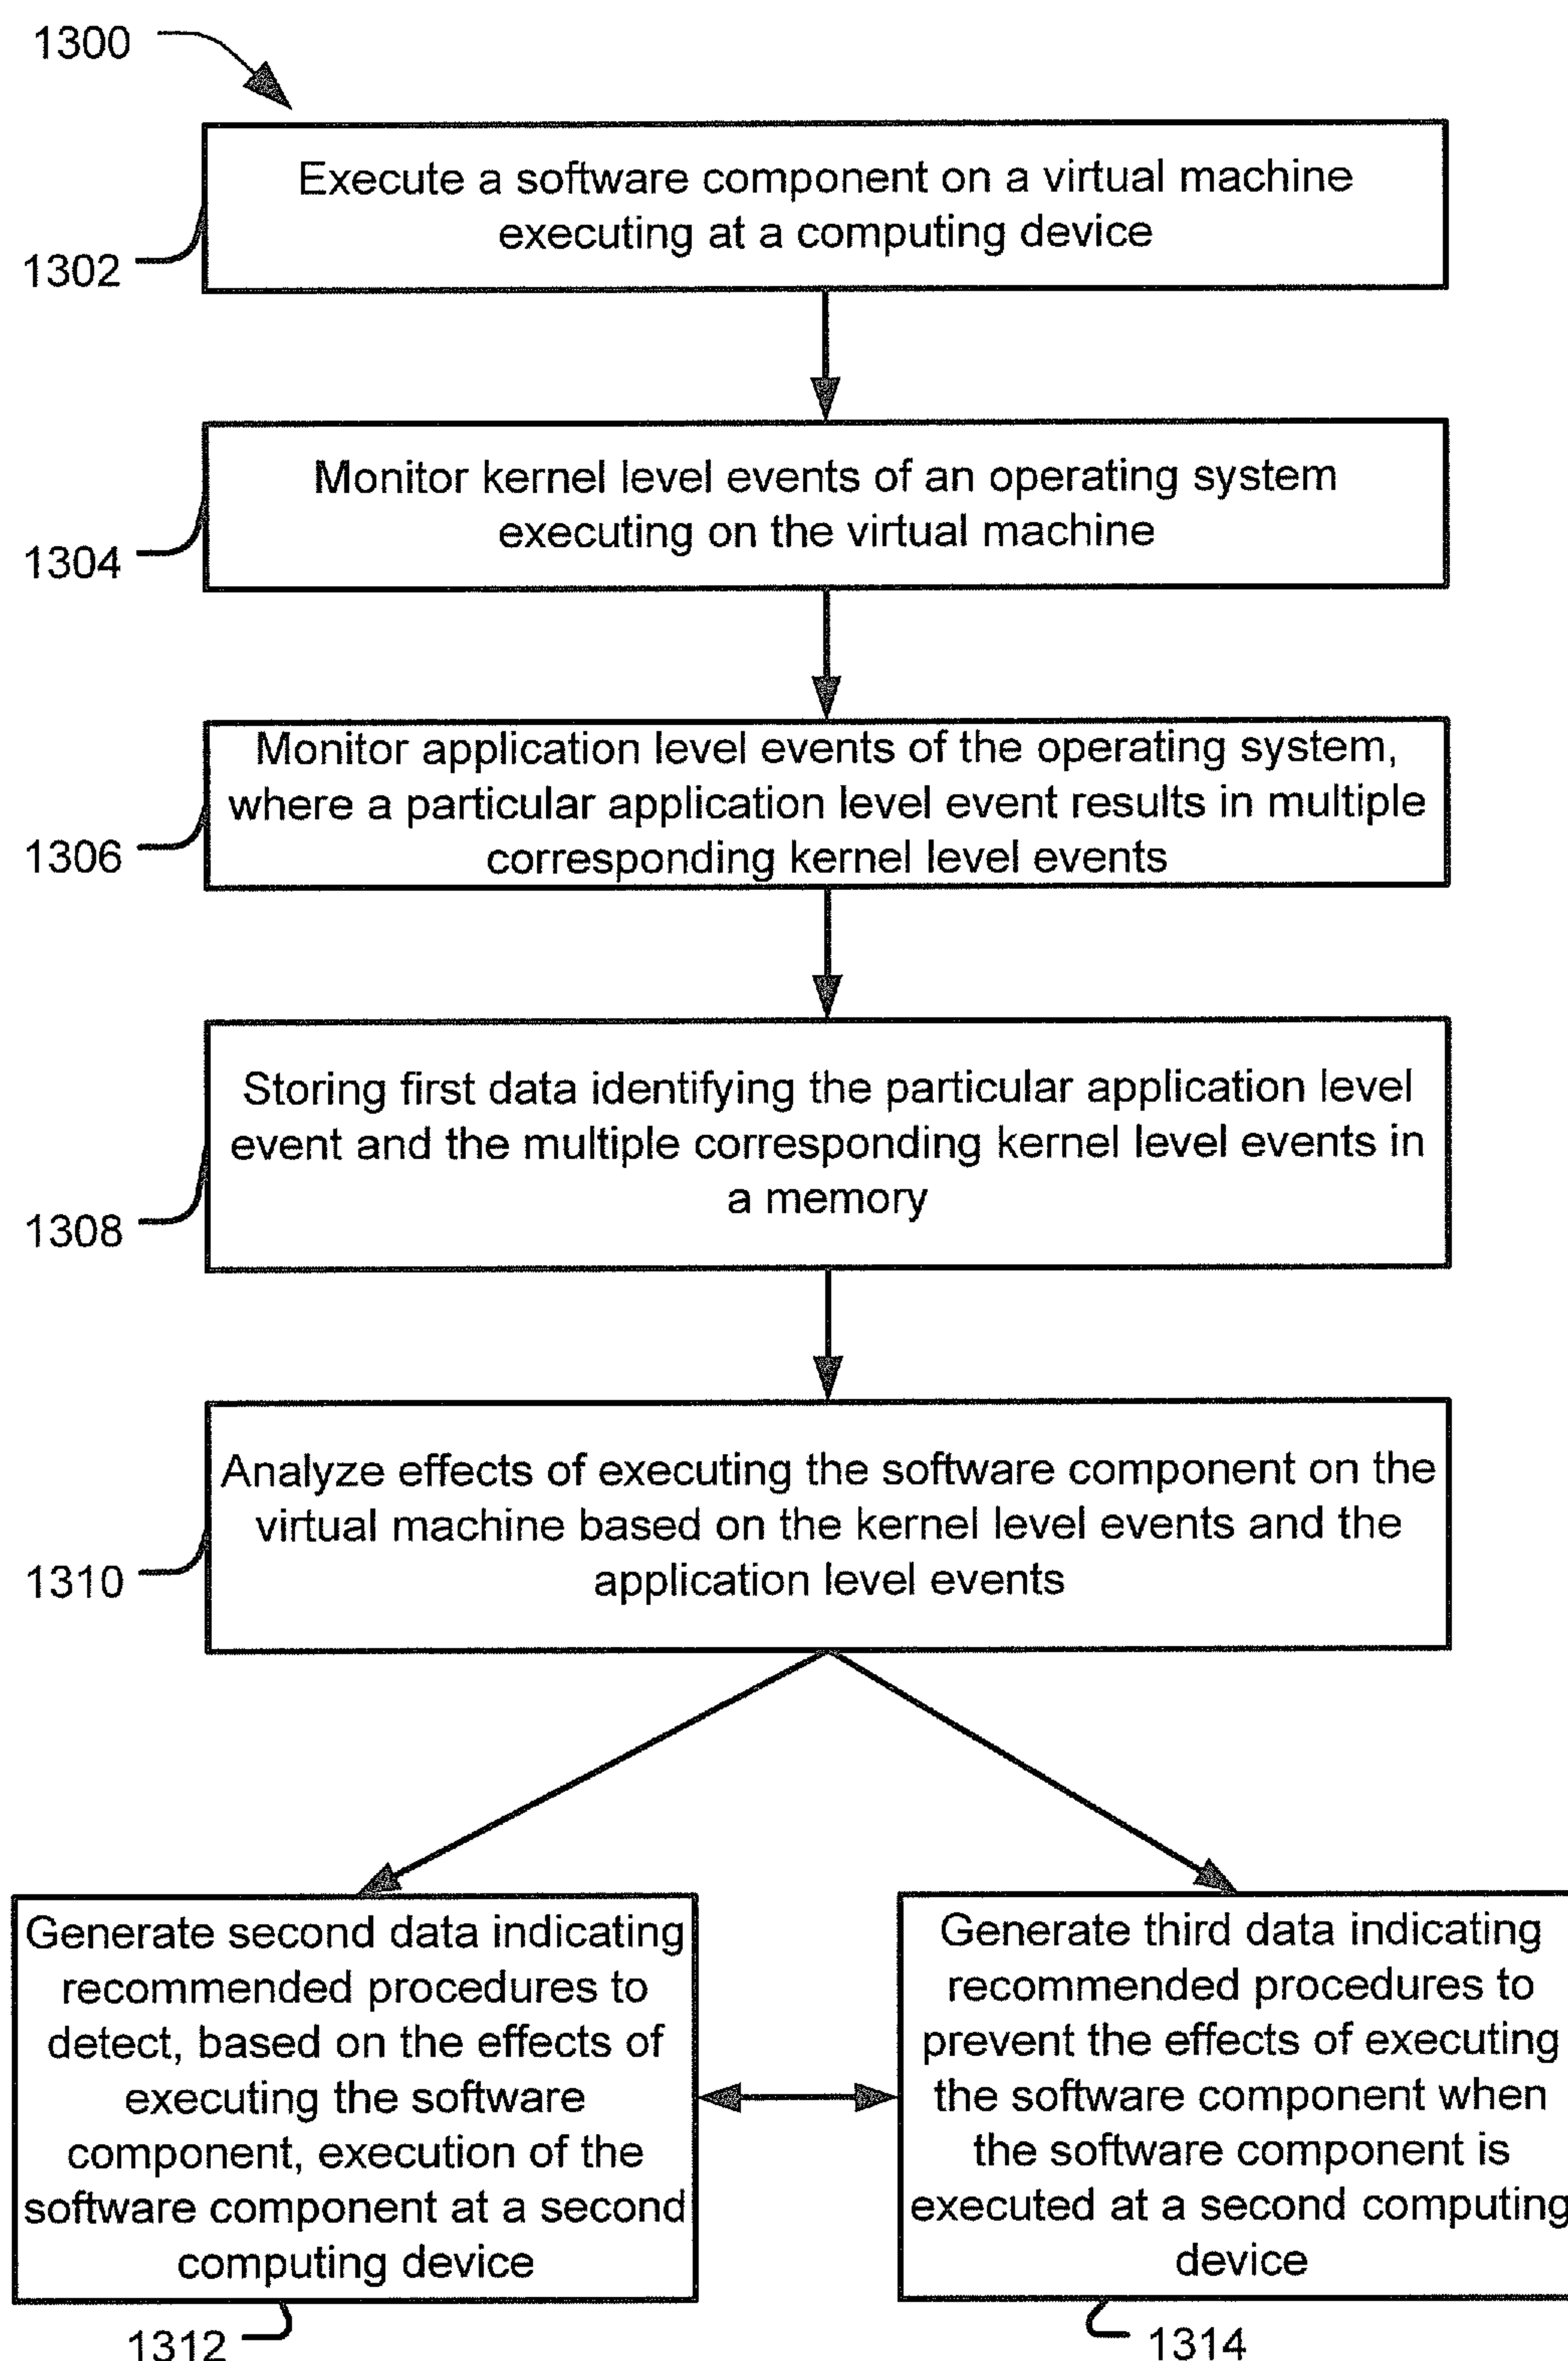 1300
Execute a software component on a virtual machine
executing at a computing device
1302
Monitor kernel level events of an operating system
executing on the virtual machine
1304
Monitor application level events of the operating system,
where a particular application level event results in multiple
corresponding kernel level events
1306
Storing first data identifying the particular application level
event and the multiple corresponding kernel level events in
a memory
1308
Analyze effects of executing the software component on the
virtual machine based on the kernel level events and the
application level events
1310
Generate second data indicating
recommended procedures to
detect, based on the effects of
executing the software
component, execution of the
software component at a second
computing device
1312
Generate third data indicating
recommended procedures to
prevent the effects of executing
the software component when
the software component is
executed at a second computing
device
1314